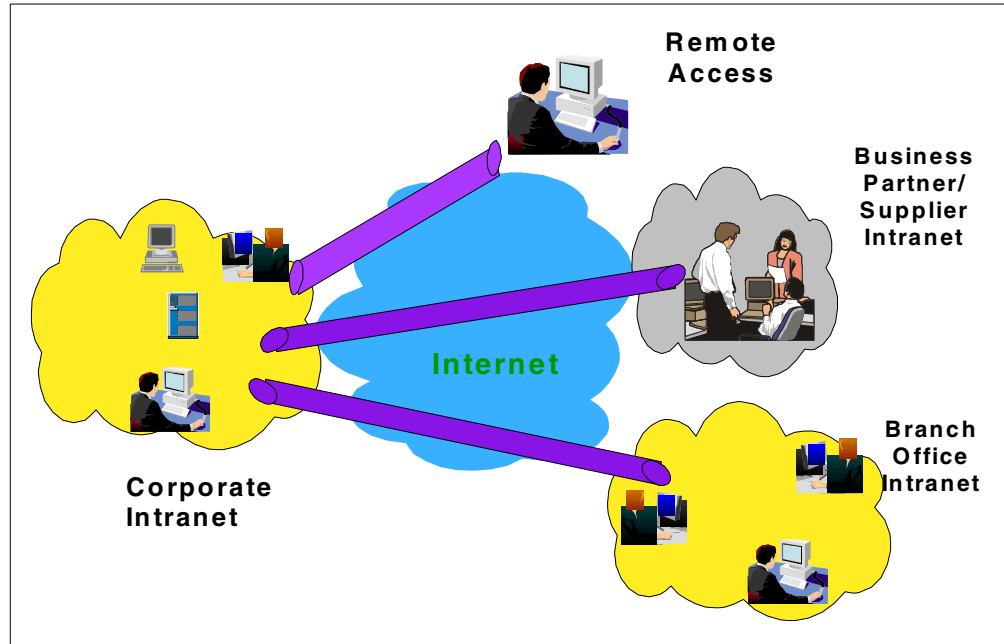 Remote
Access
Business
Partner/
Supplier
Intranet
Internet
Corporate
Intranet
Branch
Office
Intranet